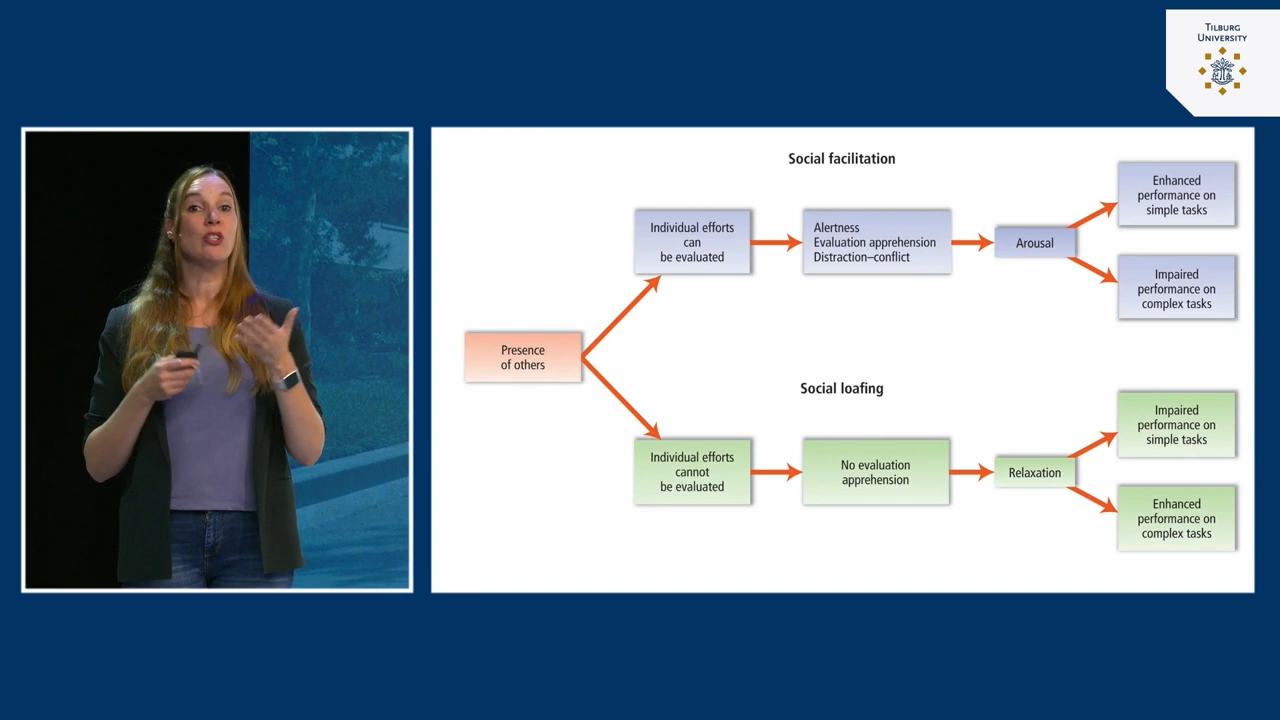 TILBURG
UNIVERSITY
Social facilitation
Individual efforts
can
be evaluated
Alertness
Evaluation apprehension
Distraction–conflict
Arousal
Enhanced
performance on
simple tasks
Impaired
performance on
complex tasks
Presence
of others
Social loafing
Individual efforts
cannot
be evaluated
No evaluation
apprehension
Relaxation
Impaired
performance on
simple tasks
Enhanced
performance on
complex tasks